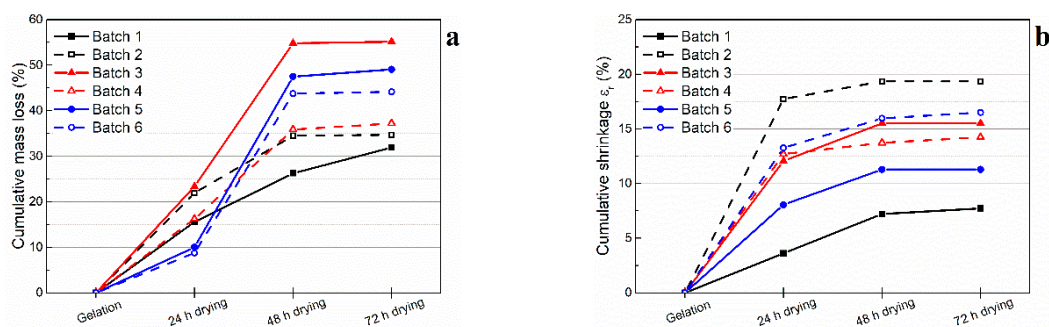 60
50
40
30
20
10
0
Cumulative mass loss (%)
Batch 1
Batch 2
Batch 3
Batch 4
Batch 5
Batch 6
a
Gelation
24 h drying
48 h drying
72 h drying
25
20
15
10
5
0
Cumulative shrinkage εr (%)
Batch 1
Batch 2
Batch 3
Batch 4
Batch 5
Batch 6
b
Gelation
24 h drying
48 h drying
72 h drying